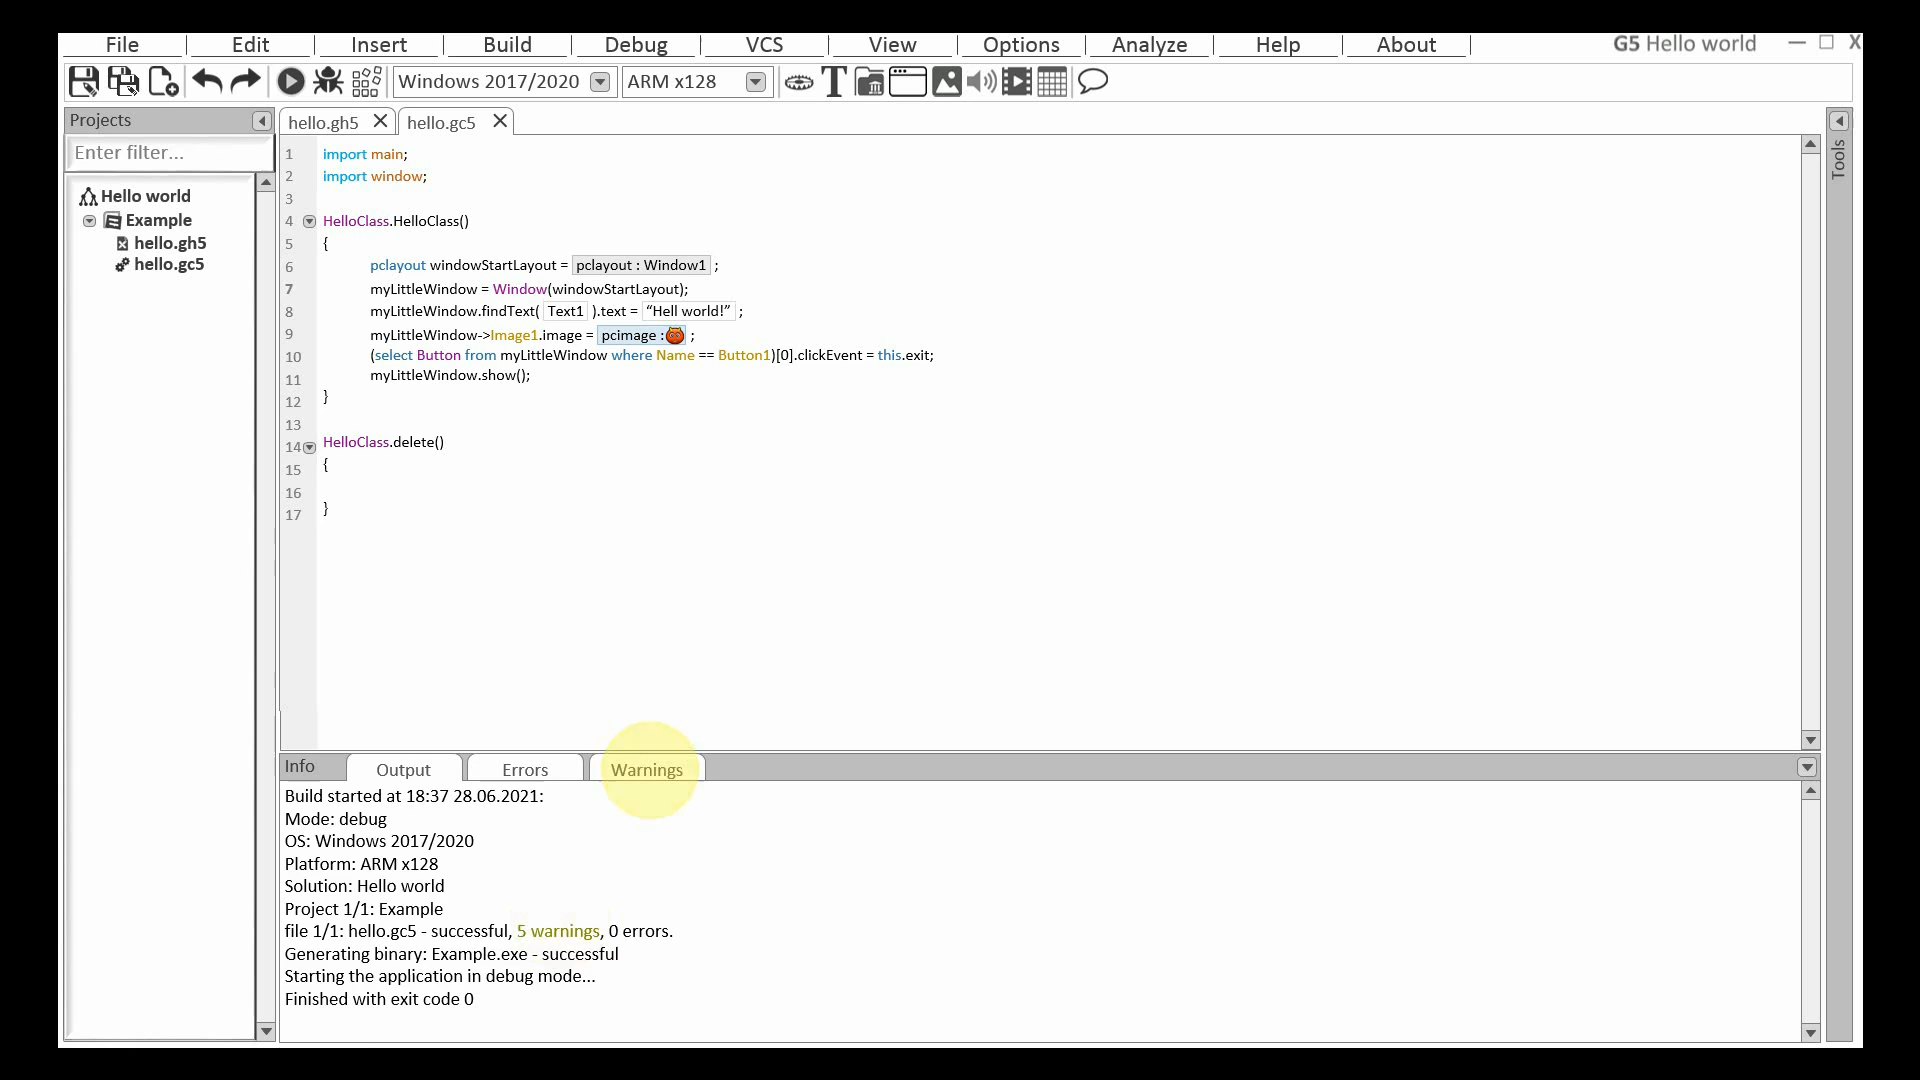 File Edit Insert Build Debug VCS View Options Analyze Help About G5 Hello world
Windows 2017/2020 ARM x128
Projects
Enter filter...
Hello world
Example
hello.gh5
hello.gc5
hello.gh5 hello.gc5
1 import main;
2 import window;
3
4 HelloClass.HelloClass()
5 {
6 pclayout windowStartLayout = pclayout : Window1 ;
7 myLittleWindow = Window(windowStartLayout);
8 myLittleWindow.findText( Text1 ).text = “Hell world!” ;
9 myLittleWindow->Image1.image = pcimage : ;
10 (select Button from myLittleWindow where Name == Button1)[0].clickEvent = this.exit;
11 myLittleWindow.show();
12 }
13
14 HelloClass.delete()
15 {
16
17 }
Tools
Info Output Errors Warnings
Build started at 18:37 28.06.2021:
Mode: debug
OS: Windows 2017/2020
Platform: ARM x128
Solution: Hello world
Project 1/1: Example
file 1/1: hello.gc5 - successful, 5 warnings, 0 errors.
Generating binary: Example.exe - successful
Starting the application in debug mode...
Finished with exit code 0